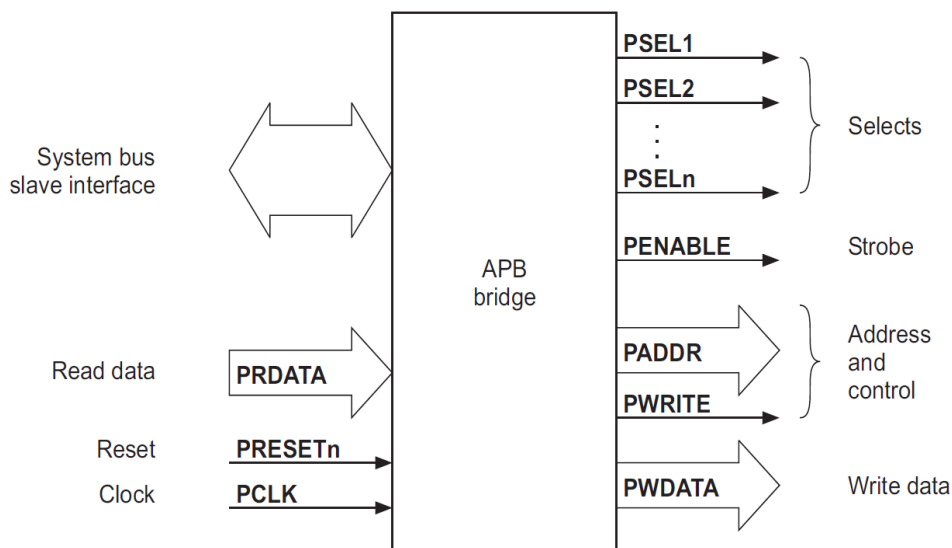 System bus
slave interface
Read data
PRDATA
Reset
PRESETn
Clock
PCLK
APB
bridge
PSEL1
PSEL2
PSELn
Selects
PENABLE
Strobe
PADDR
PWRITE
Address
and
control
PWDATA
Write data